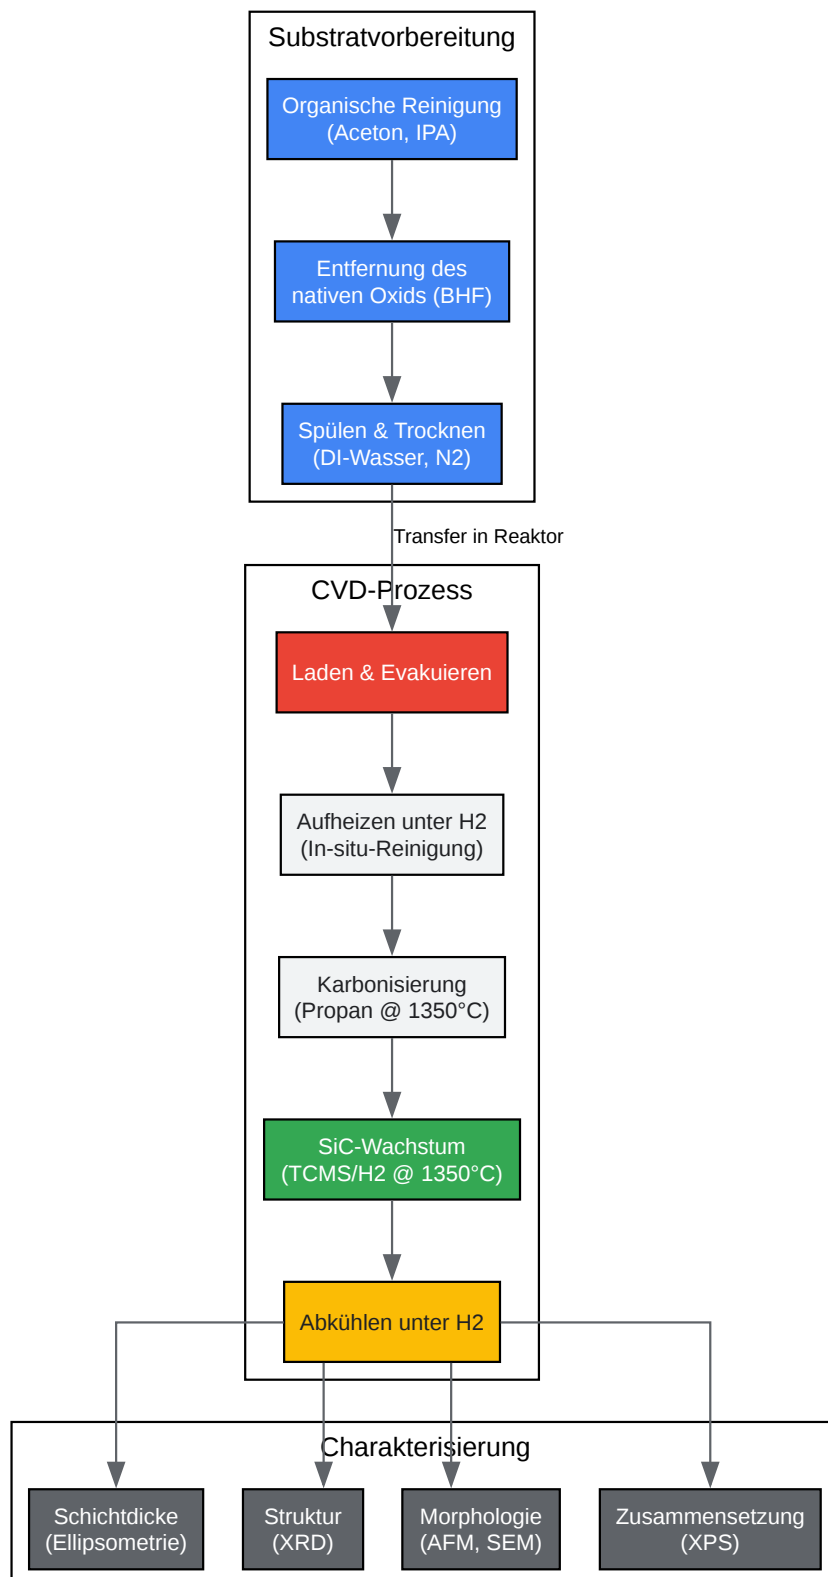 Substratvorbereitung
Organische Reinigung
(Aceton, IPA)
Entfernung des
nativen Oxids (BHF)
Spülen & Trocknen
(DI-Wasser, N2)
Transfer in Reaktor
CVD-Prozess
Laden & Evakuieren
Aufheizen unter H2
(In-situ-Reinigung)
Karbonisierung
(Propan @ 1350°C)
SiC-Wachstum
(TCMS/H2 @ 1350°C)
Abkühlen unter H2
Charakterisierung
Schichtdicke
(Ellipsometrie)
Struktur
(XRD)
Morphologie
(AFM, SEM)
Zusammensetzung
(XPS)